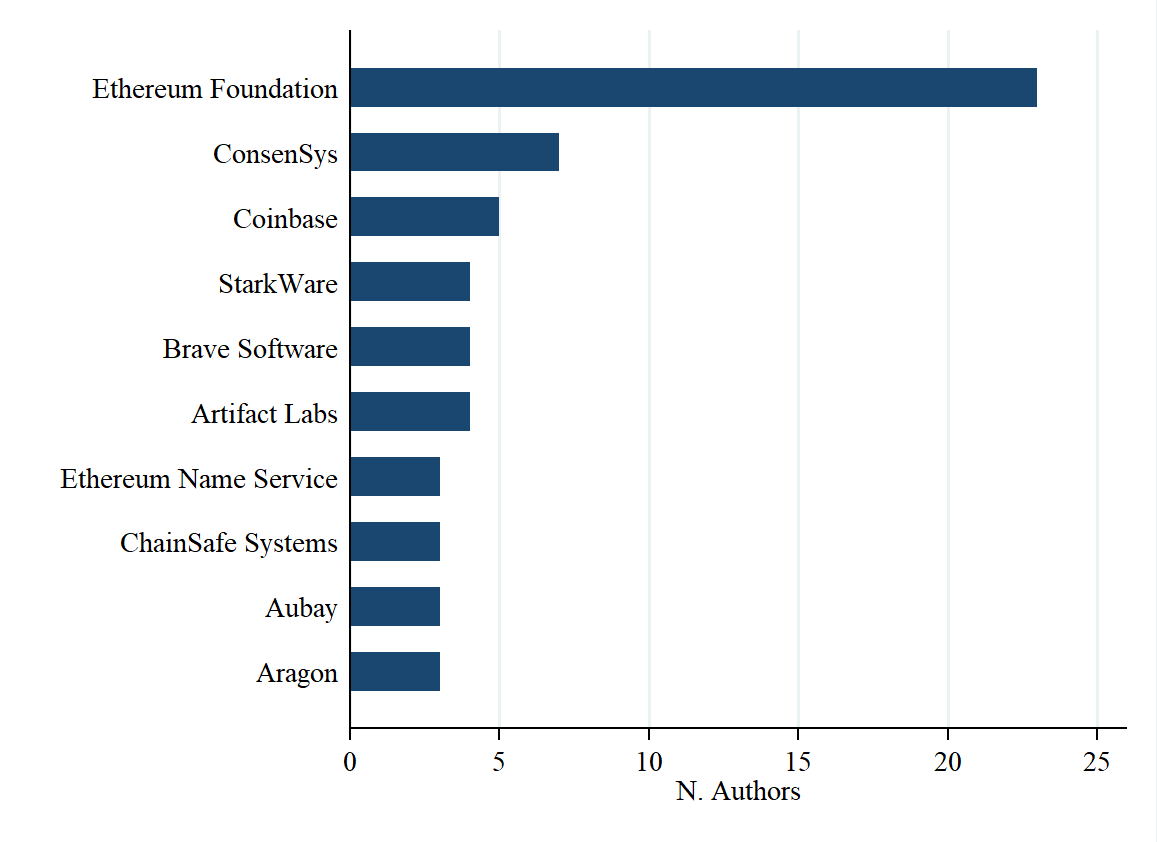 Ethereum Foundation
ConsenSys
Coinbase
StarkWare
Brave Software
Artifact Labs
Ethereum Name Service
ChainSafe Systems
Aubay
Aragon
0 5 10 15 20 25
N. Authors